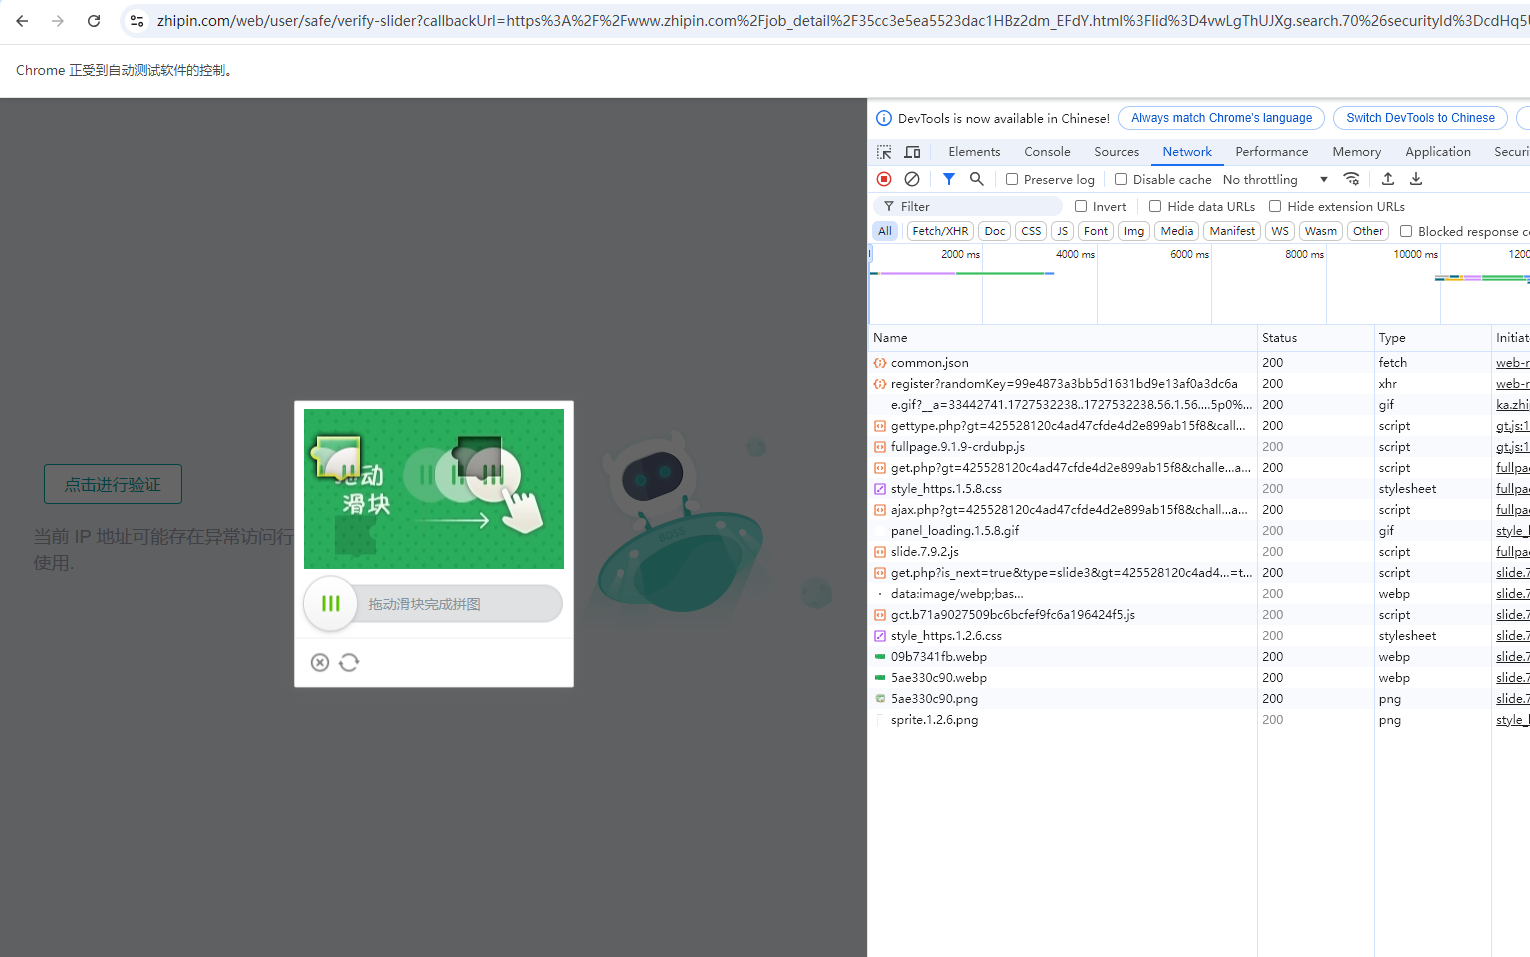 zhipin.com/web/user/safe/verify-slider?callbackUrl=https%3A%2F%2Fwww.zhipin.com%2Fjob_detail%2F35cc3e5ea5523dac1HBz2dm_EFdY.html%3Flid%3D4vwLgThUJXg.search.70%26securityId%3DcdHq5U
Chrome 正受到自动测试软件的控制。
点击进行验证
当前 IP 地址可能存在异常访问行
使用.
BOSS
动
滑块
拖动滑块完成拼图
DevTools is now available in Chinese! Always match Chrome's language Switch DevTools to Chinese
Elements Console Sources Network Performance Memory Application Securi
Preserve log Disable cache No throttling
Filter Invert Hide data URLs Hide extension URLs
All Fetch/XHR Doc CSS JS Font Img Media Manifest WS Wasm Other Blocked response co
2000 ms 4000 ms 6000 ms 8000 ms 10000 ms 1200
Name Status Type Initiat
common.json 200 fetch web-r
register?randomKey=99e4873a3bb5d1631bd9e13af0a3dc6a 200 xhr web-r
e.gif?__a=33442741.1727532238..1727532238.56.1.56....5p0%... 200 gif ka.zhi
gettype.php?gt=425528120c4ad47cfde4d2e899ab15f8&call... 200 script gt.js:1
fullpage.9.1.9-crdubp.js 200 script gt.js:1
get.php?gt=425528120c4ad47cfde4d2e899ab15f8&challe...a... 200 script fullpa
style_https.1.5.8.css 200 stylesheet fullpa
ajax.php?gt=425528120c4ad47cfde4d2e899ab15f8&chall...a... 200 script fullpa
panel_loading.1.5.8.gif 200 gif style_l
slide.7.9.2.js 200 script fullpa
get.php?is_next=true&type=slide3&gt=425528120c4ad4...=t... 200 script slide.7
data:image/webp;bas... 200 webp slide.7
gct.b71a9027509bc6bcfef9fc6a196424f5.js 200 script slide.7
style_https.1.2.6.css 200 stylesheet slide.7
09b7341fb.webp 200 webp slide.7
5ae330c90.webp 200 webp slide.7
5ae330c90.png 200 png slide.7
sprite.1.2.6.png 200 png style_l